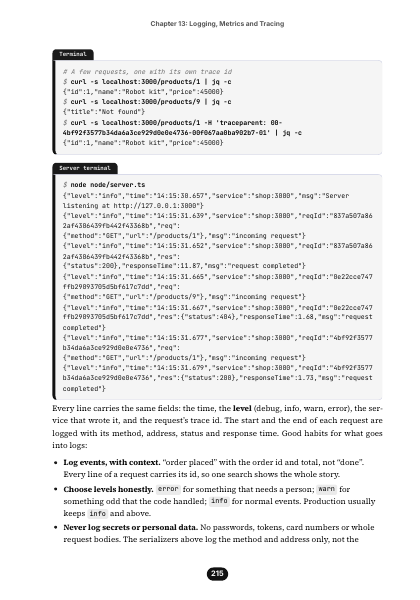 Chapter 13: Logging, Metrics and Tracing
Terminal
# A few requests, one with its own trace id
$ curl -s localhost:3000/products/1 | jq -c
{"id":1,"name":"Robot kit","price":45000}
$ curl -s localhost:3000/products/9 | jq -c
{"title":"Not found"}
$ curl -s localhost:3000/products/1 -H 'traceparent: 00-
4bf92f3577b34da6a3ce929d0e0e4736-00f067aa0ba902b7-01' | jq -c
{"id":1,"name":"Robot kit","price":45000}
Server terminal
$ node node/server.ts
{"level":"info","time":"14:15:30.657","service":"shop:3000","msg":"Server
listening at http://127.0.0.1:3000"}
{"level":"info","time":"14:15:31.639","service":"shop:3000","reqId":"837a507a86
2af4306439fb442f43368b","req":
{"method":"GET","url":"/products/1"},"msg":"incoming request"}
{"level":"info","time":"14:15:31.652","service":"shop:3000","reqId":"837a507a86
2af4306439fb442f43368b","res":
{"status":200},"responseTime":11.87,"msg":"request completed"}
{"level":"info","time":"14:15:31.665","service":"shop:3000","reqId":"0e22cce747
ffb29093705d5bf617c7dd","req":
{"method":"GET","url":"/products/9"},"msg":"incoming request"}
{"level":"info","time":"14:15:31.667","service":"shop:3000","reqId":"0e22cce747
ffb29093705d5bf617c7dd","res":{"status":404},"responseTime":1.68,"msg":"request
completed"}
{"level":"info","time":"14:15:31.677","service":"shop:3000","reqId":"4bf92f3577
b34da6a3ce929d0e0e4736","req":
{"method":"GET","url":"/products/1"},"msg":"incoming request"}
{"level":"info","time":"14:15:31.679","service":"shop:3000","reqId":"4bf92f3577
b34da6a3ce929d0e0e4736","res":{"status":200},"responseTime":1.73,"msg":"request
completed"}
Every line carries the same fields: the time, the level (debug, info, warn, error), the ser-
vice that wrote it, and the request's trace id. The start and the end of each request are
logged with its method, address, status and response time. Good habits for what goes
into logs:
• Log events, with context. “order placed” with the order id and total, not “done”.
Every line of a request carries its id, so one search shows the whole story.
• Choose levels honestly. error for something that needs a person; warn for
something odd that the code handled; info for normal events. Production usually
keeps info and above.
• Never log secrets or personal data. No passwords, tokens, card numbers or whole
request bodies. The serializers above log the method and address only, not the
215